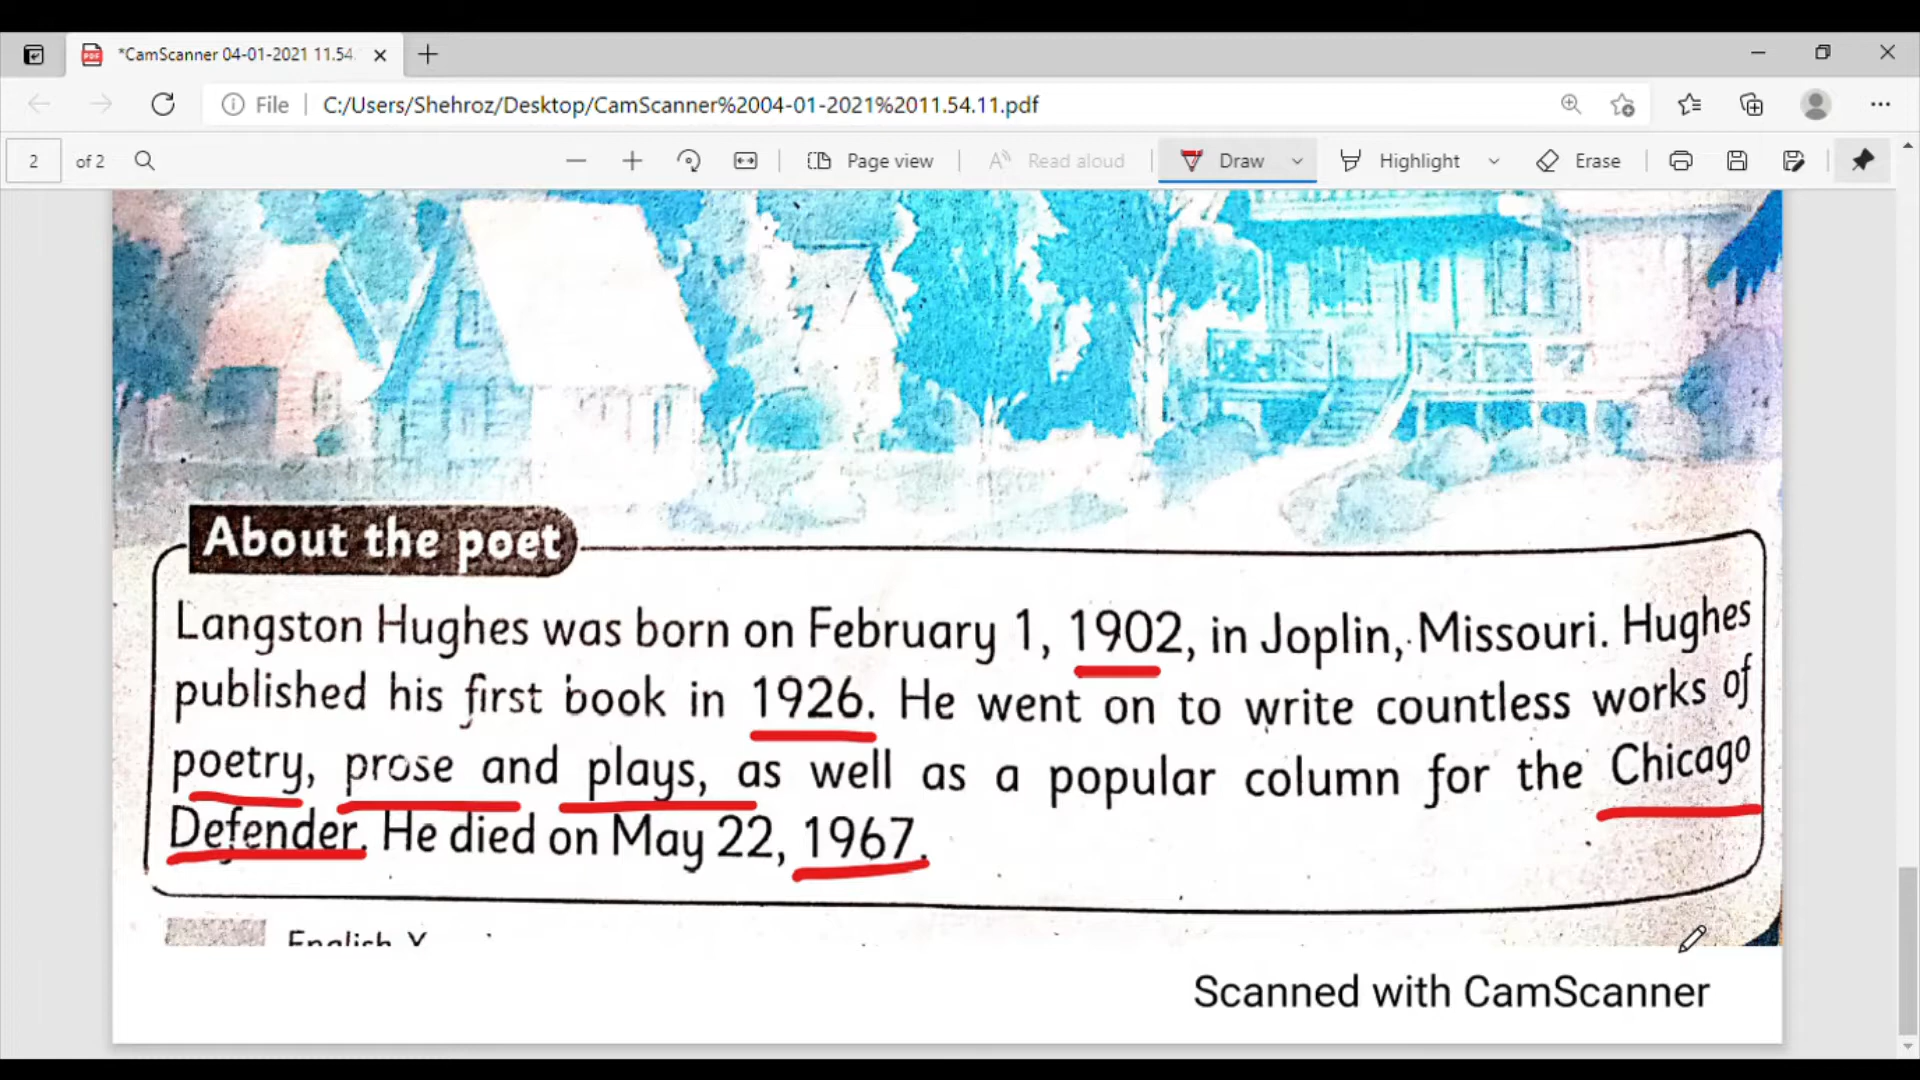 *CamScanner 04-01-2021 11.54.
File C:/Users/Shehroz/Desktop/CamScanner%2004-01-2021%2011.54.11.pdf
2 of 2 Page view Read aloud Draw Highlight Erase
About the poet
Langston Hughes was born on February 1, 1902, in Joplin, Missouri. Hughes
published his first book in 1926. He went on to write countless works of
poetry, prose and plays, as well as a popular column for the Chicago
Defender. He died on May 22, 1967.
English X
Scanned with CamScanner